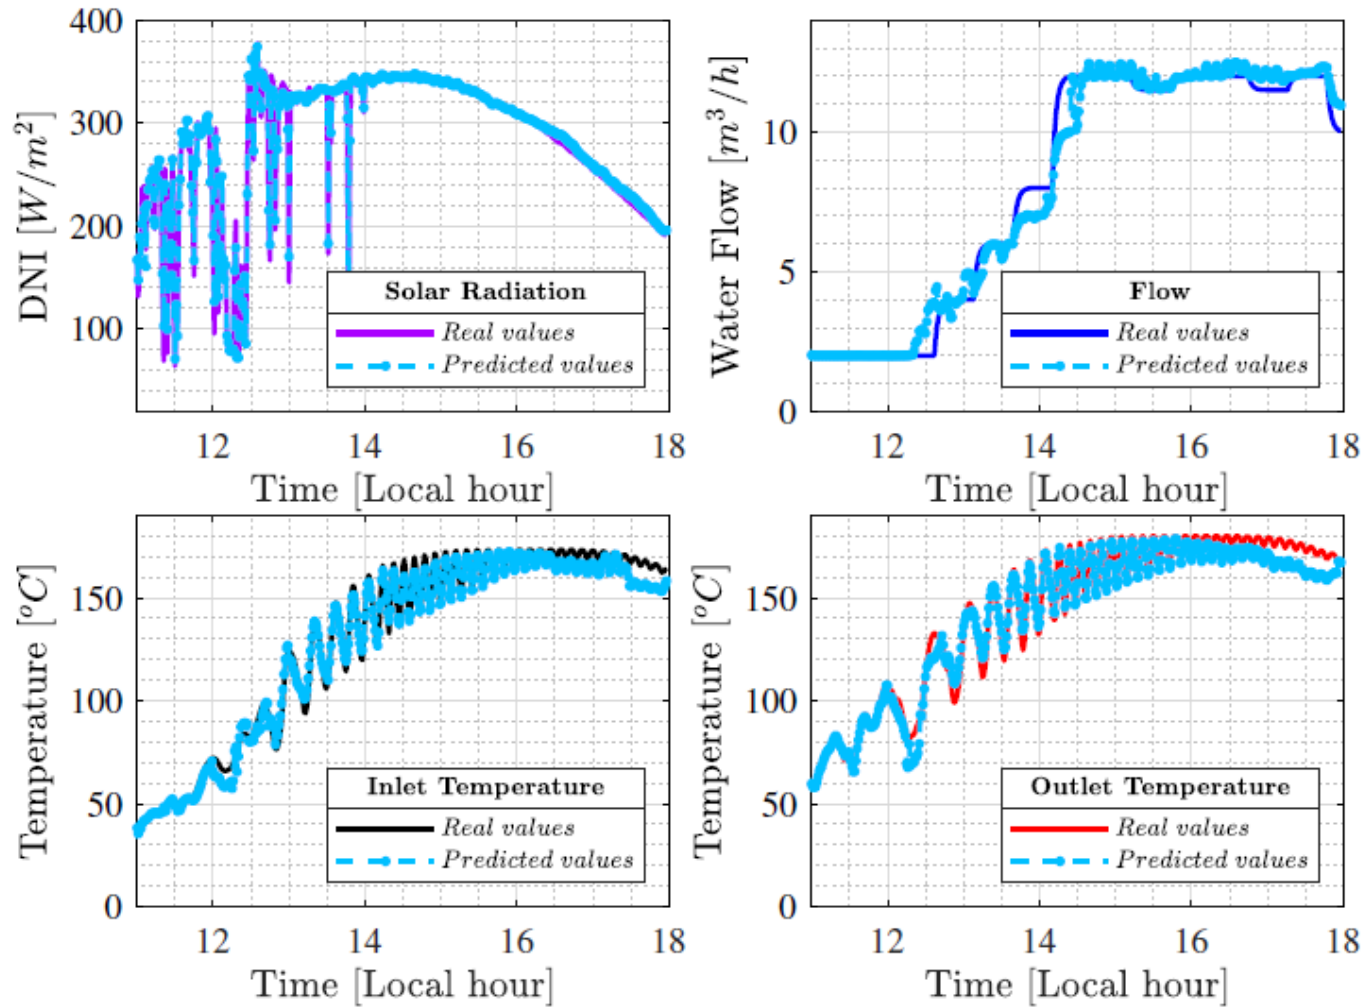 400
300
200
100
DNI [W/m²]
Solar Radiation
Real values
Predicted values
12 14 16 18
Time [Local hour]
10
5
0
Water Flow [m³/h]
Flow
Real values
Predicted values
12 14 16 18
Time [Local hour]
150
100
50
0
Temperature [°C]
Inlet Temperature
Real values
Predicted values
12 14 16 18
Time [Local hour]
150
100
50
0
Temperature [°C]
Outlet Temperature
Real values
Predicted values
12 14 16 18
Time [Local hour]